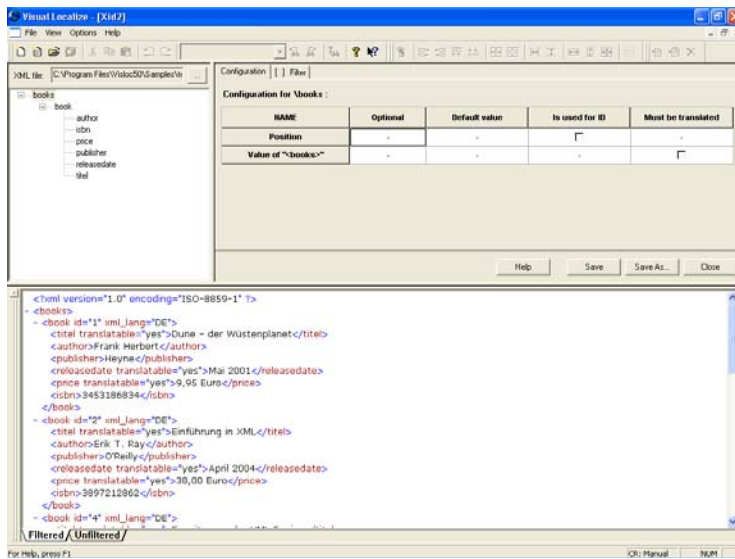 Visual Localize - [Xid2]
File View Options Help
XML file: C:\Program Files\Visloc50\Samples\
...
books
book
author
isbn
price
publisher
releasedate
titel
Configuration [ ] Filter
Configuration for \books :
NAME Optional Default value Is used for ID Must be translated
Position - - -
Value of "<books>" - - -
Help Save Save As... Close
<?xml version="1.0" encoding="ISO-8859-1" ?>
- <books>
- <book id="1" xml_lang="DE">
<titel translatable="yes">Dune - der Wüstenplanet</titel>
<author>Frank Herbert</author>
<publisher>Heyne</publisher>
<releasedate translatable="yes">Mai 2001</releasedate>
<price translatable="yes">9,95 Euro</price>
<isbn>3453186834</isbn>
</book>
- <book id="2" xml_lang="DE">
<titel translatable="yes">Einführung in XML</titel>
<author>Erik T. Ray</author>
<publisher>O'Reilly</publisher>
<releasedate translatable="yes">April 2004</releasedate>
<price translatable="yes">38,00 Euro</price>
<isbn>3897212862</isbn>
</book>
- <book id="4" xml_lang="DE">
Filtered / Unfiltered /
For Help, press F1
CR: Manual NUM